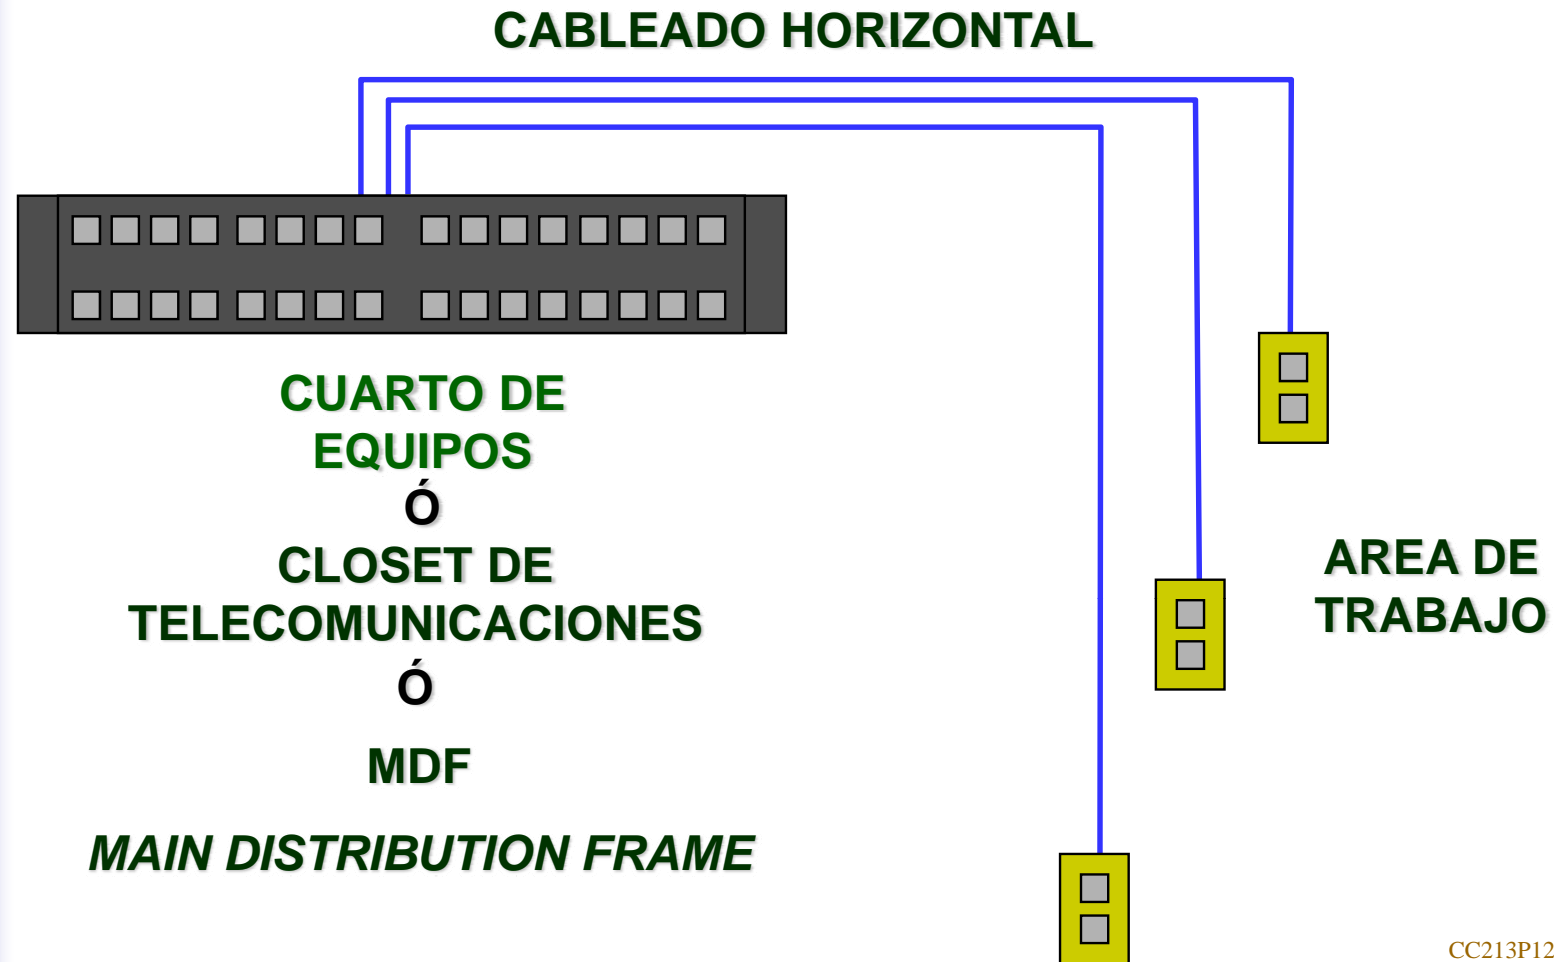 CABLEADO HORIZONTAL
CUARTO DE
EQUIPOS
Ó
CLOSET DE
TELECOMUNICACIONES
Ó
MDF
MAIN DISTRIBUTION FRAME
AREA DE
TRABAJO
CC213P12